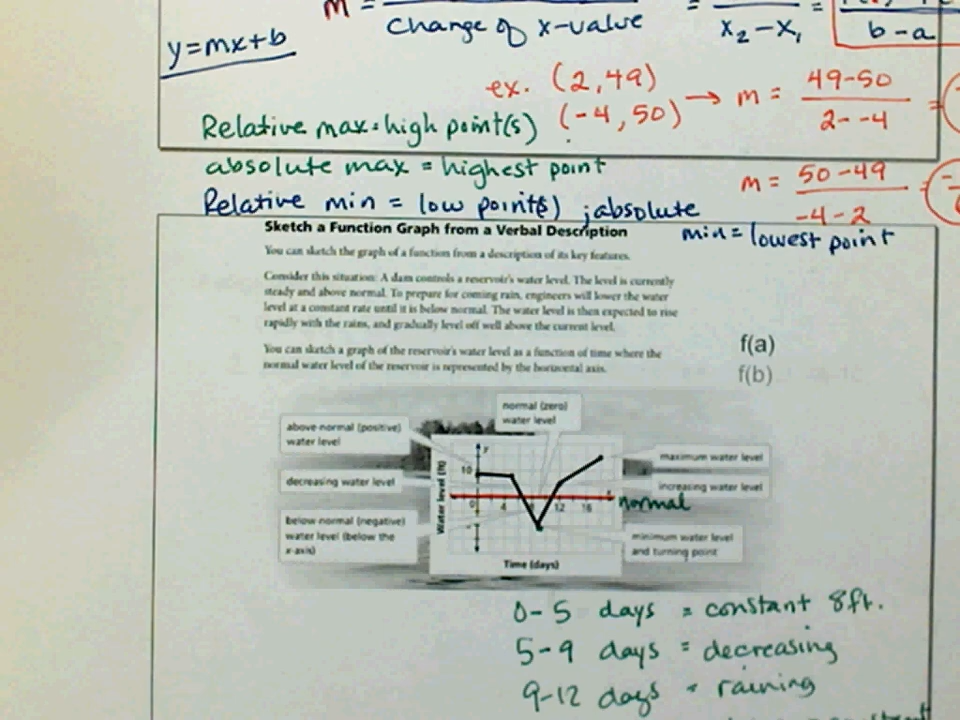 m =
Change of x-value
=
x₂-x₁
=
b-a
y=mx+b
ex. (2,49)
(-4,50) → m = 49-50
2--4
=
Relative max=high point(s)
absolute max = highest point
m = 50-49
-4-2
=
Relative min = low point(s) ;absolute
min=lowest point
Sketch a Function Graph from a Verbal Description
You can sketch the graph of a function from a description of its key features.
Consider this situation: A dam controls a reservoir's water level. The level is currently
steady and above normal. To prepare for coming rain, engineers will lower the water
level at a constant rate until it is below normal. The water level is then expected to rise
rapidly with the rains, and gradually level off well above the current level.
You can sketch a graph of the reservoir's water level as a function of time where the
normal water level of the reservoir is represented by the horizontal axis.
f(a)
f(b)
normal (zero)
water level
above normal (positive)
water level
decreasing water level
below normal (negative)
water level (below the
x-axis)
maximum water level
increasing water level
minimum water level
and turning point
Water level (ft)
y
10
0
4
12
16
x
normal
Time (days)
0-5 days = constant 8ft.
5-9 days = decreasing
9-12 days = raining